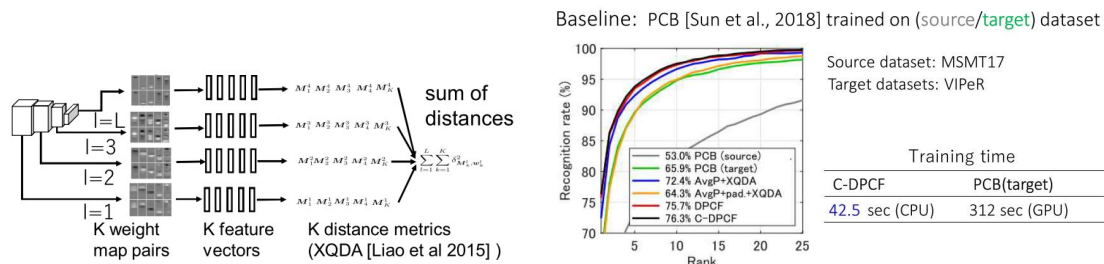 Baseline: PCB [Sun et al., 2018] trained on (source/target) dataset
l=L
l=3
l=2
l=1
K weight
map pairs
K feature
vectors
K distance metrics
(XQDA [Liao et al 2015] )
sum of
distances
Recognition rate (%)
100
95
90
85
80
75
70
53.0% PCB (source)
65.9% PCB (target)
72.4% AvgP+XQDA
64.3% AvgP+pad.+XQDA
75.7% DPCF
76.3% C-DPCF
5 10 15 20 25
Rank
Source dataset: MSMT17
Target datasets: VIPeR
Training time
C-DPCF PCB(target)
42.5 sec (CPU) 312 sec (GPU)